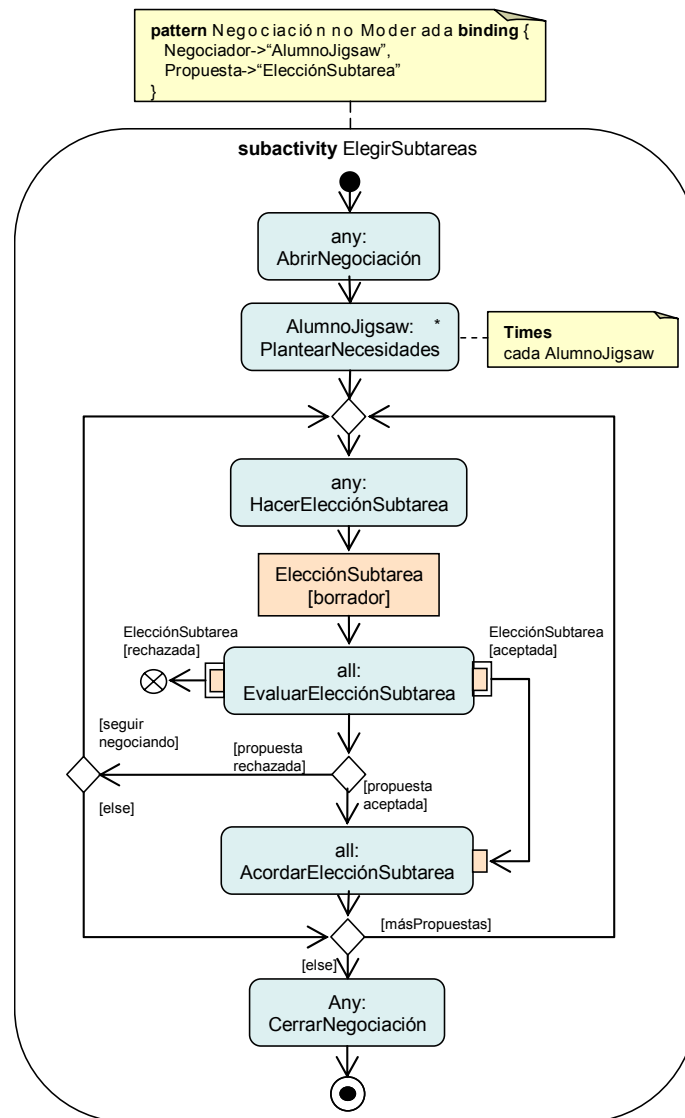 pattern Negociación no Moderada binding {
Negociador->“AlumnoJigsaw”,
Propuesta->“ElecciónSubtarea”
}
subactivity ElegirSubtareas
any:
AbrirNegociación
AlumnoJigsaw: *
PlantearNecesidades
Times
cada AlumnoJigsaw
any:
HacerElecciónSubtarea
ElecciónSubtarea
[borrador]
ElecciónSubtarea
[rechazada]
ElecciónSubtarea
[aceptada]
all:
EvaluarElecciónSubtarea
[seguir
negociando]
[propuesta
rechazada]
[propuesta
aceptada]
[else]
all:
AcordarElecciónSubtarea
[másPropuestas]
[else]
Any:
CerrarNegociación